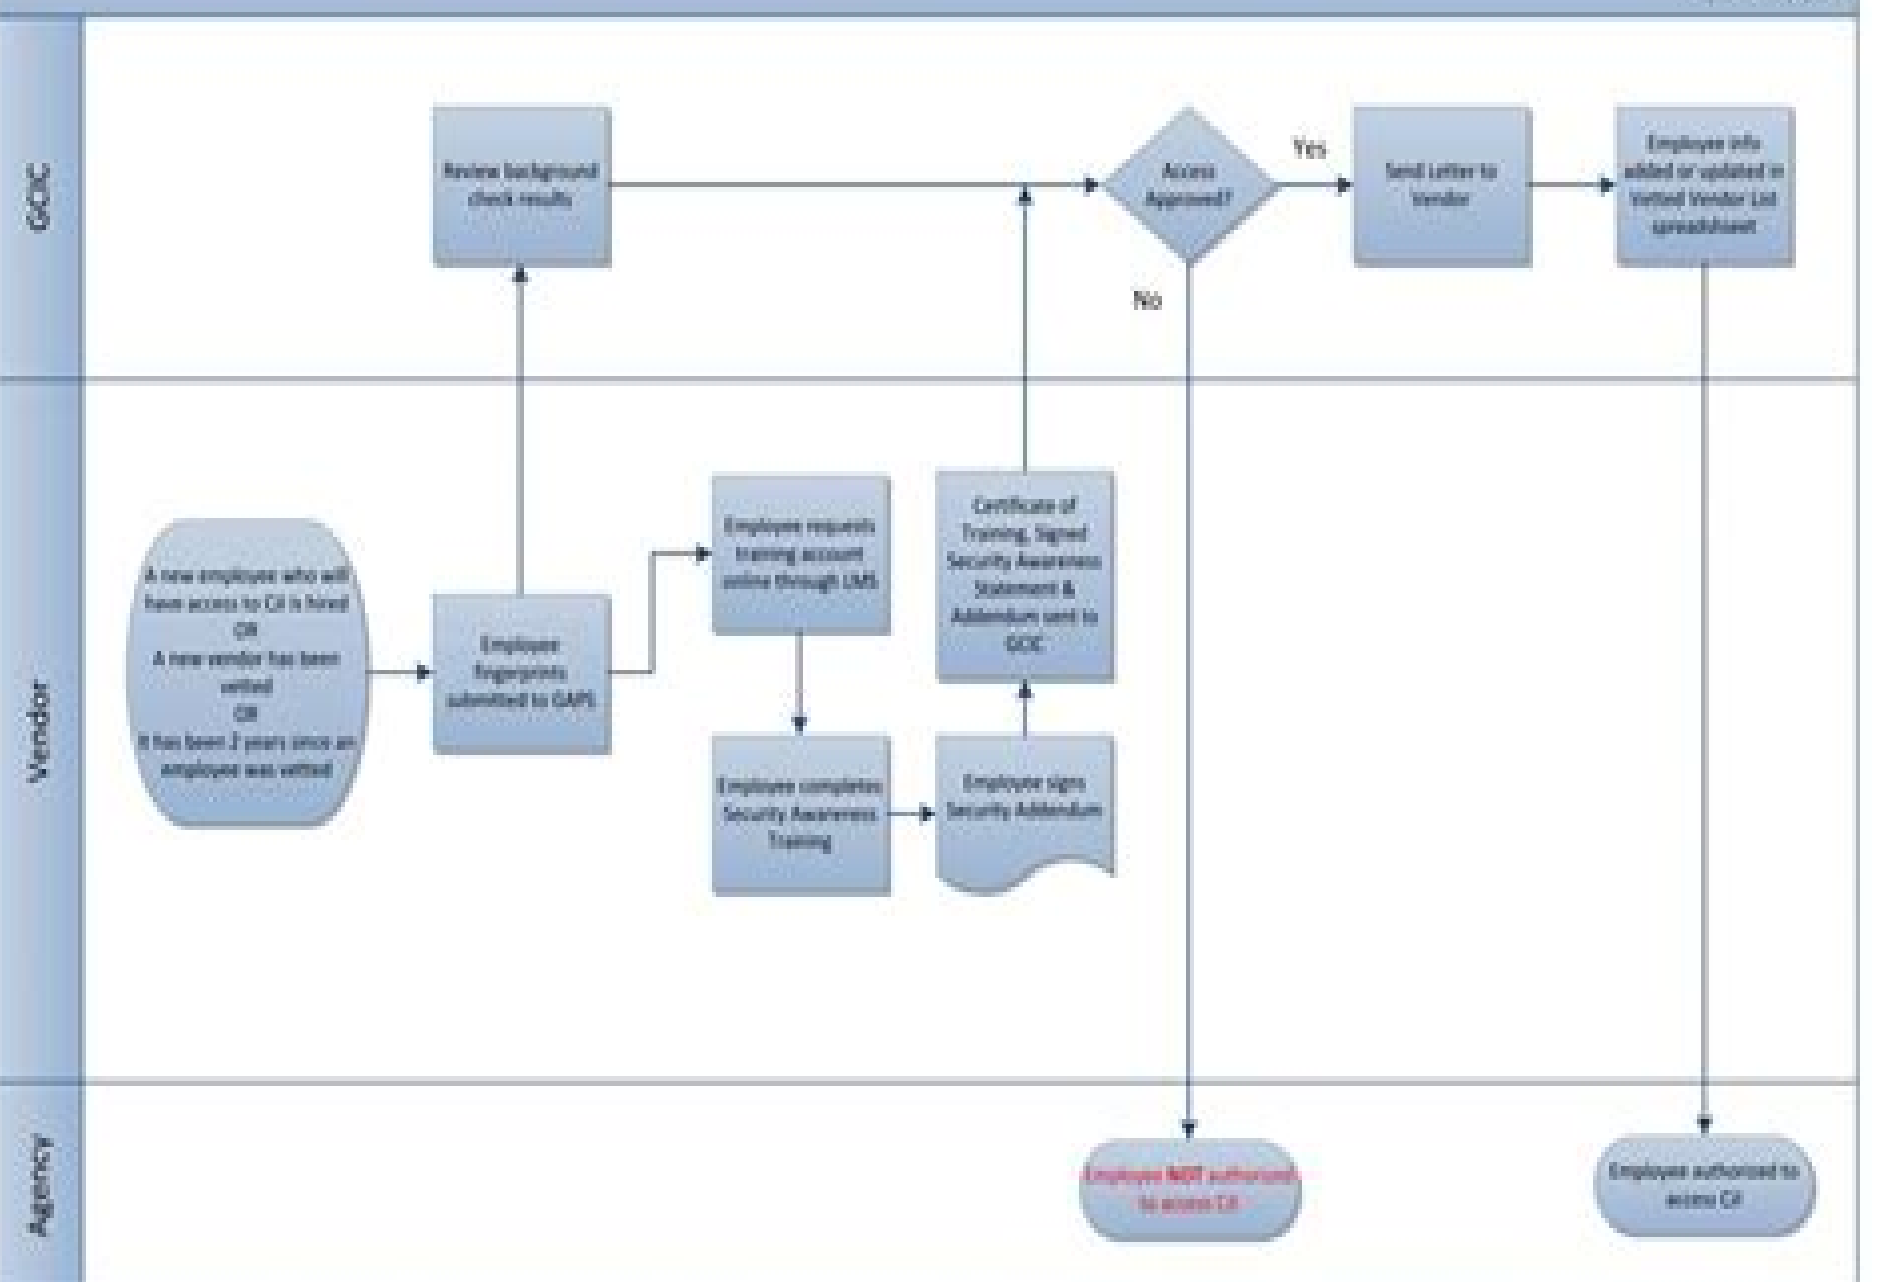 GCIC
Review background
check results
Access
Approved?
Yes
No
Send Letter to
Vendor
Employee info
added or updated in
Vetted Vendor List
spreadsheet
Vendor
A new employee who will
have access to CJI is hired
OR
A new vendor has been
vetted
OR
It has been 2 years since an
employee was vetted
Employee
fingerprints
submitted to GAPS
Employee requests
training account
online through LMS
Employee completes
Security Awareness
Training
Employee signs
Security Addendum
Certificate of
Training, Signed
Security Awareness
Statement &
Addendum sent to
GCIC
Agency
Employee NOT authorized
to access CJI
Employee authorized to
access CJI